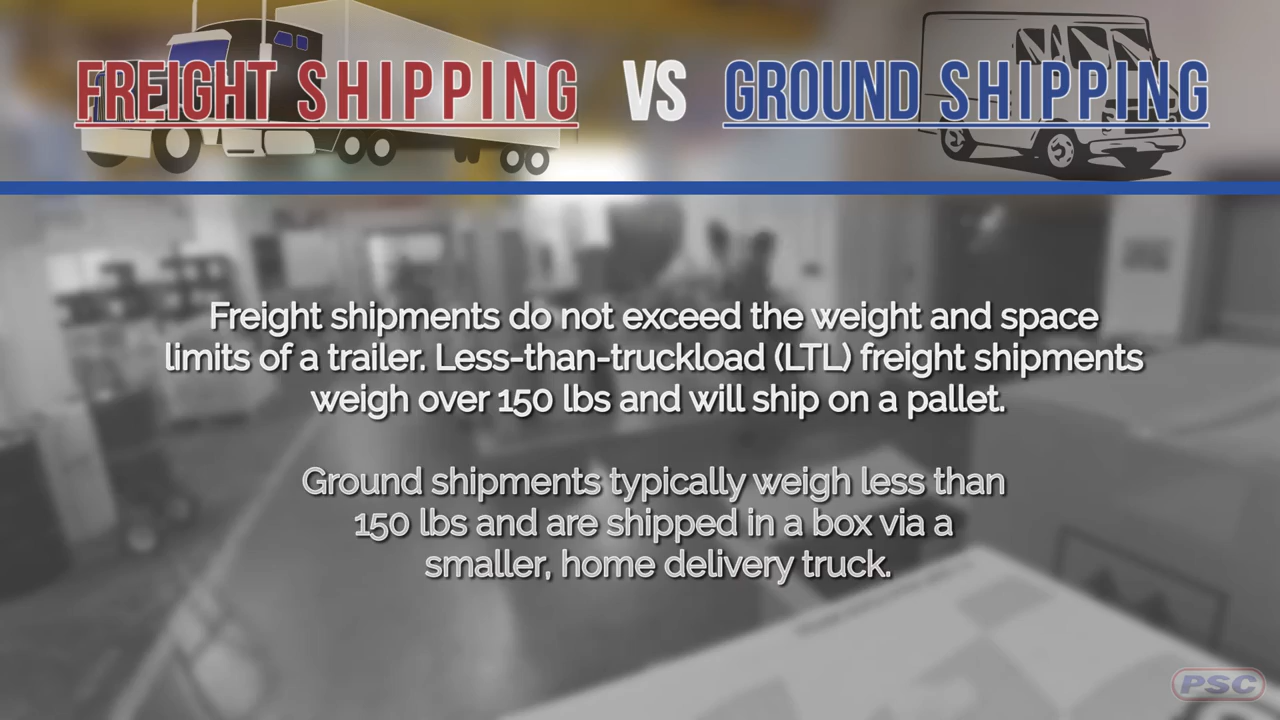 FREIGHT SHIPPING VS GROUND SHIPPING
Freight shipments do not exceed the weight and space
limits of a trailer. Less-than-truckload (LTL) freight shipments
weigh over 150 lbs and will ship on a pallet.
Ground shipments typically weigh less than
150 lbs and are shipped in a box via a
smaller, home delivery truck.
PSC